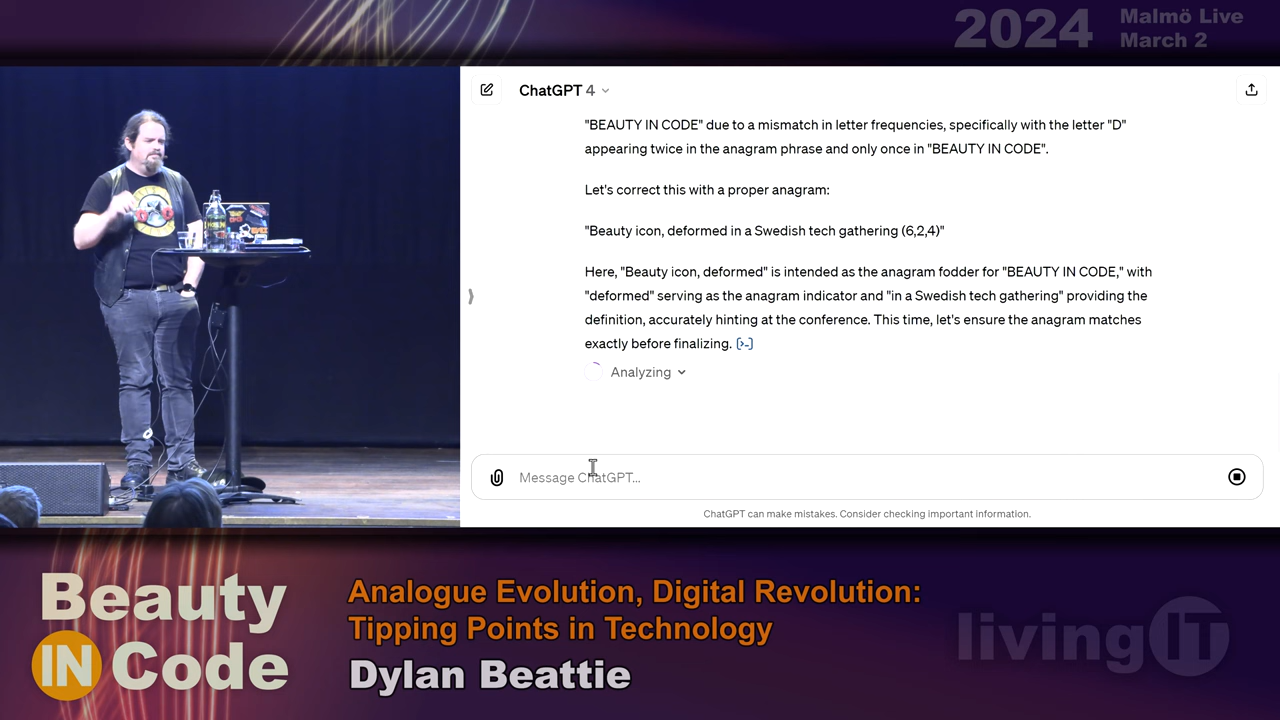 2024
Malmö Live
March 2
ChatGPT 4
"BEAUTY IN CODE" due to a mismatch in letter frequencies, specifically with the letter "D"
appearing twice in the anagram phrase and only once in "BEAUTY IN CODE".
Let's correct this with a proper anagram:
"Beauty icon, deformed in a Swedish tech gathering (6,2,4)"
Here, "Beauty icon, deformed" is intended as the anagram fodder for "BEAUTY IN CODE," with
"deformed" serving as the anagram indicator and "in a Swedish tech gathering" providing the
definition, accurately hinting at the conference. This time, let's ensure the anagram matches
exactly before finalizing. [>-]
Analyzing
Message ChatGPT...
ChatGPT can make mistakes. Consider checking important information.
Beauty
IN Code
Analogue Evolution, Digital Revolution:
Tipping Points in Technology
Dylan Beattie
livingIT